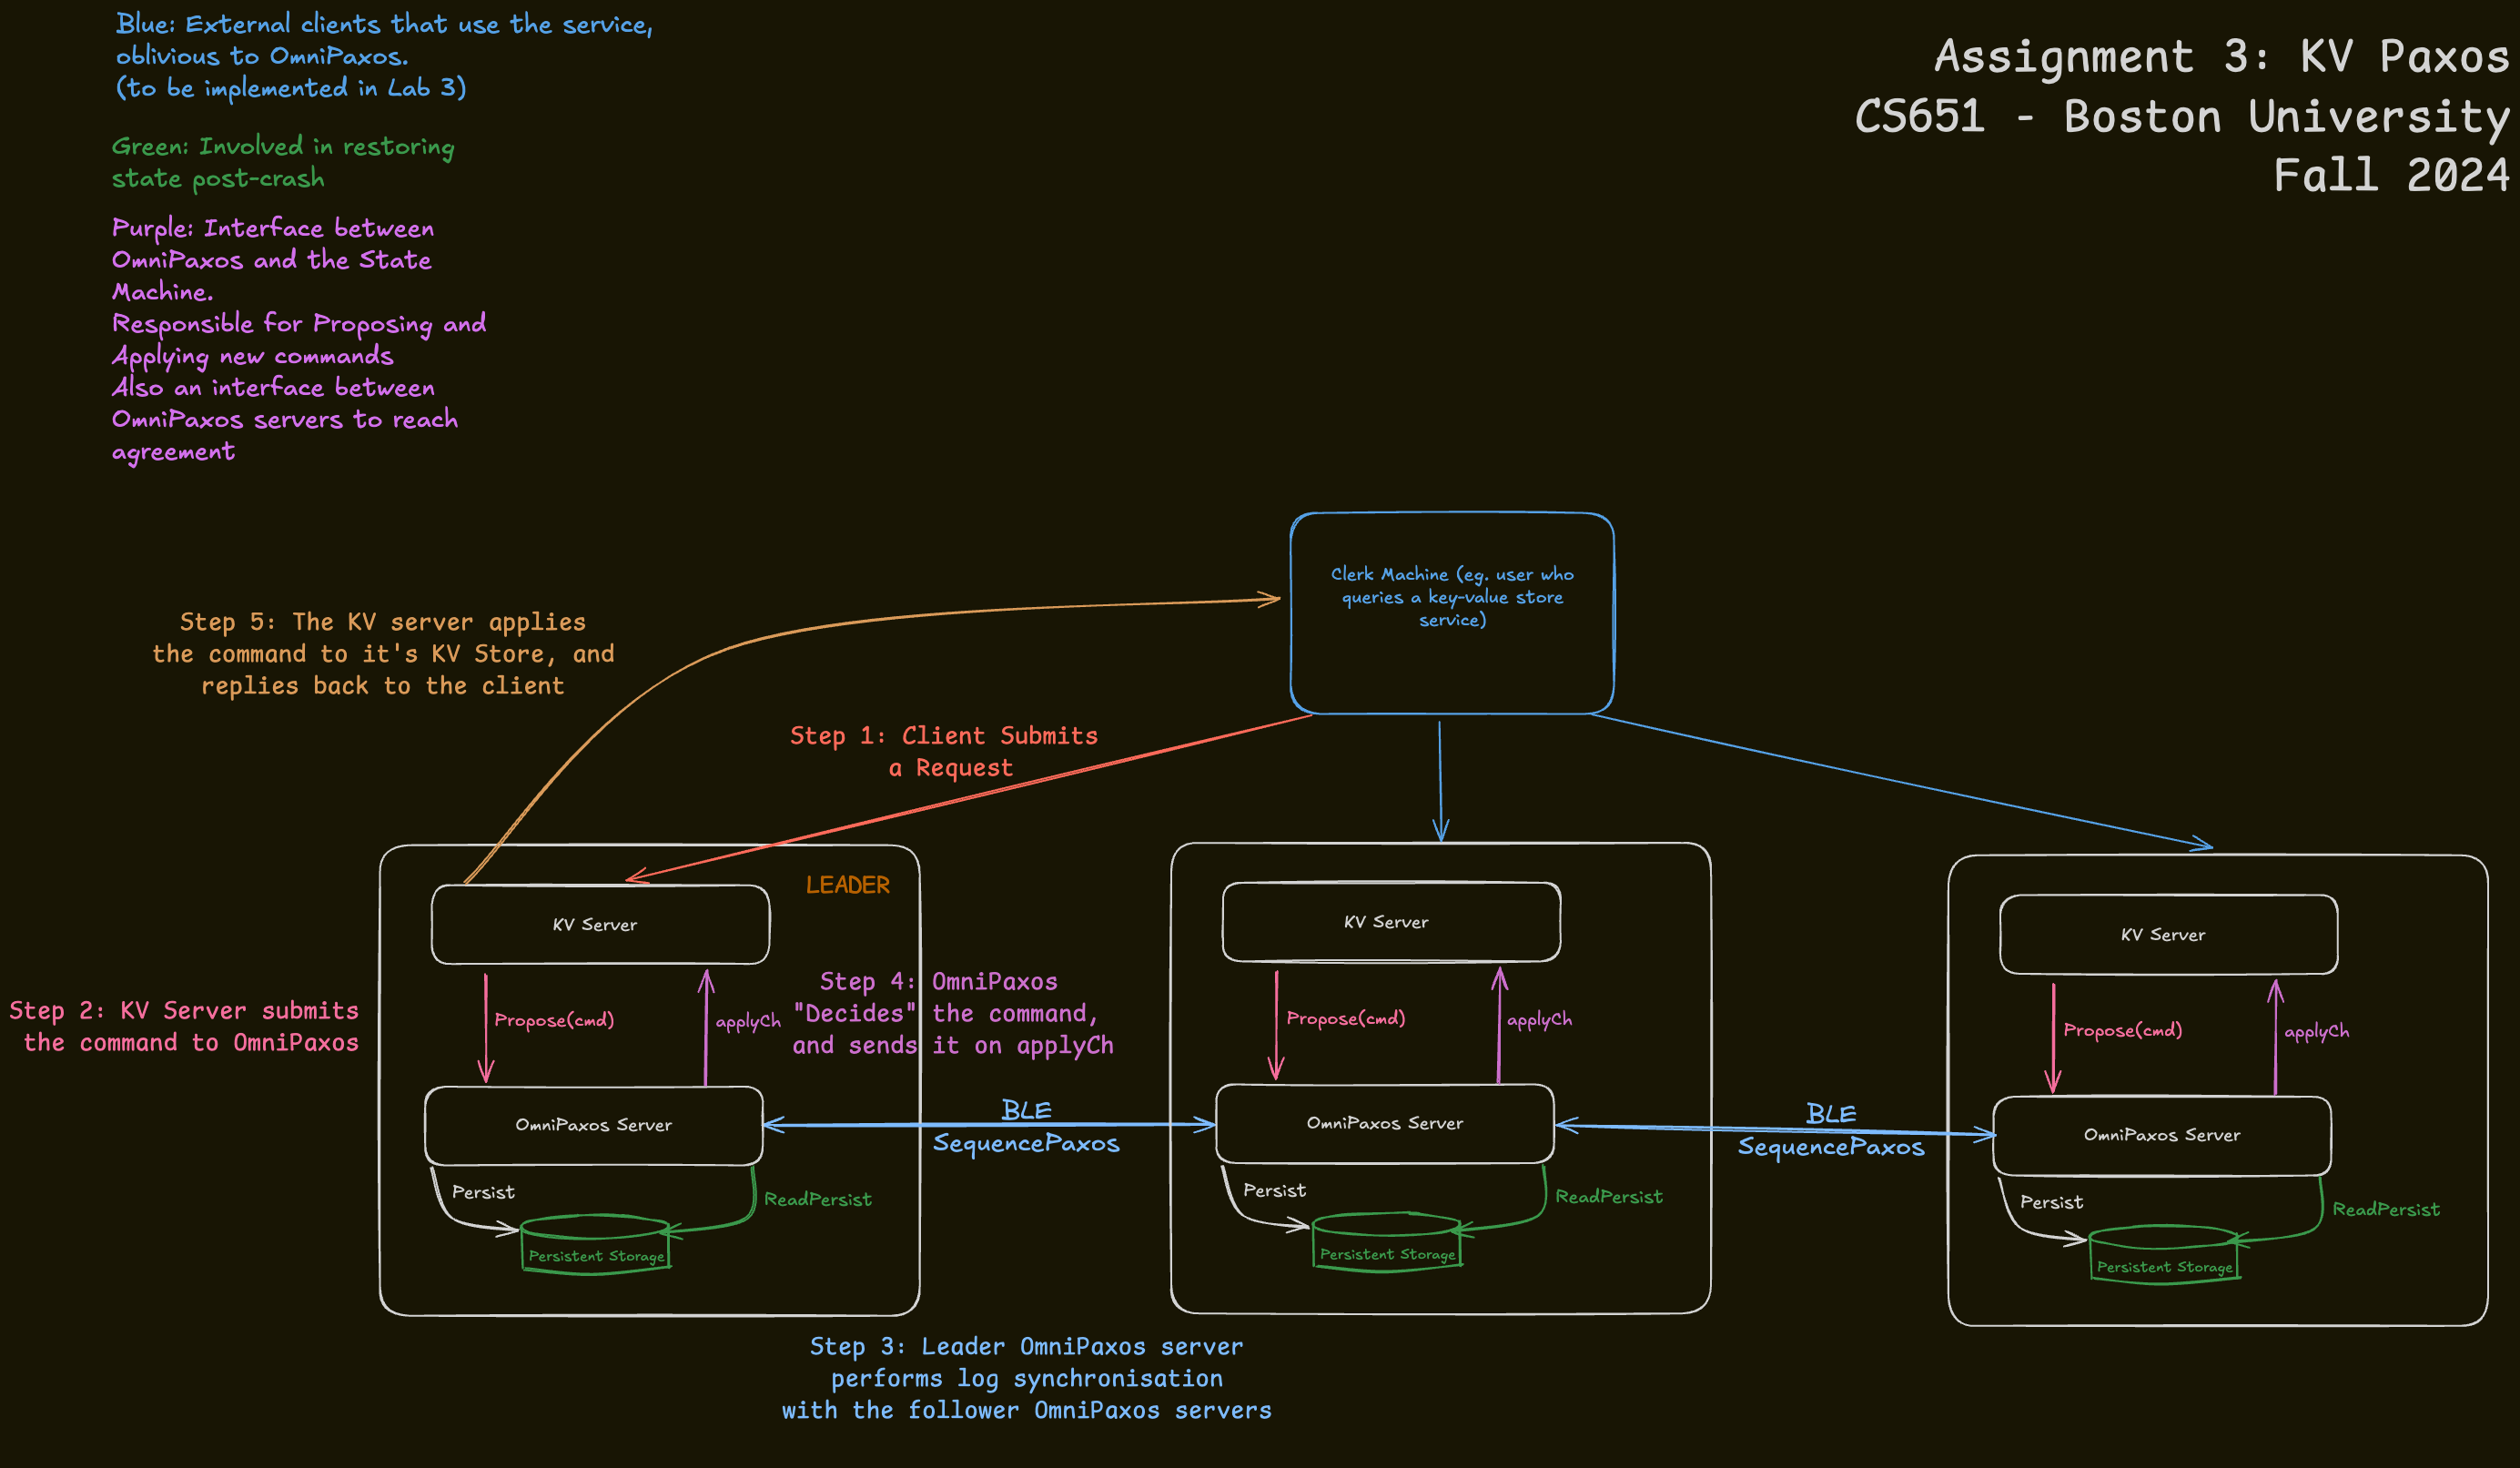 Blue: External clients that use the service,
oblivious to OmniPaxos.
(to be implemented in Lab 3)
Green: Involved in restoring
state post-crash
Purple: Interface between
OmniPaxos and the State
Machine.
Responsible for Proposing and
Applying new commands
Also an interface between
OmniPaxos servers to reach
agreement
Assignment 3: KV Paxos
CS651 - Boston University
Fall 2024
Clerk Machine (eg. user who
queries a key-value store
service)
Step 5: The KV server applies
the command to it's KV Store, and
replies back to the client
Step 1: Client Submits
a Request
LEADER
KV Server
KV Server
KV Server
Step 2: KV Server submits
the command to OmniPaxos
Propose(cmd)
applyCh
Step 4: OmniPaxos
"Decides" the command,
and sends it on applyCh
Propose(cmd)
applyCh
Propose(cmd)
applyCh
OmniPaxos Server
BLE
SequencePaxos
OmniPaxos Server
BLE
SequencePaxos
OmniPaxos Server
Persist
ReadPersist
Persistent Storage
Persist
ReadPersist
Persistent Storage
Persist
ReadPersist
Persistent Storage
Step 3: Leader OmniPaxos server
performs log synchronisation
with the follower OmniPaxos servers